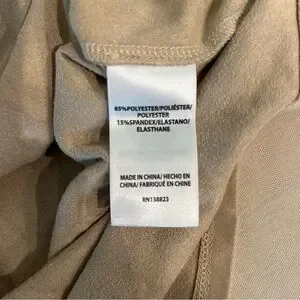 85%POLYESTER/POLIÉSTER/
POLYESTER
15%SPANDEX/ELASTANO/
ELASTHANE
MADE IN CHINA/ HECHO EN
CHINA/ FABRIQUÉ EN CHINE
RN138823